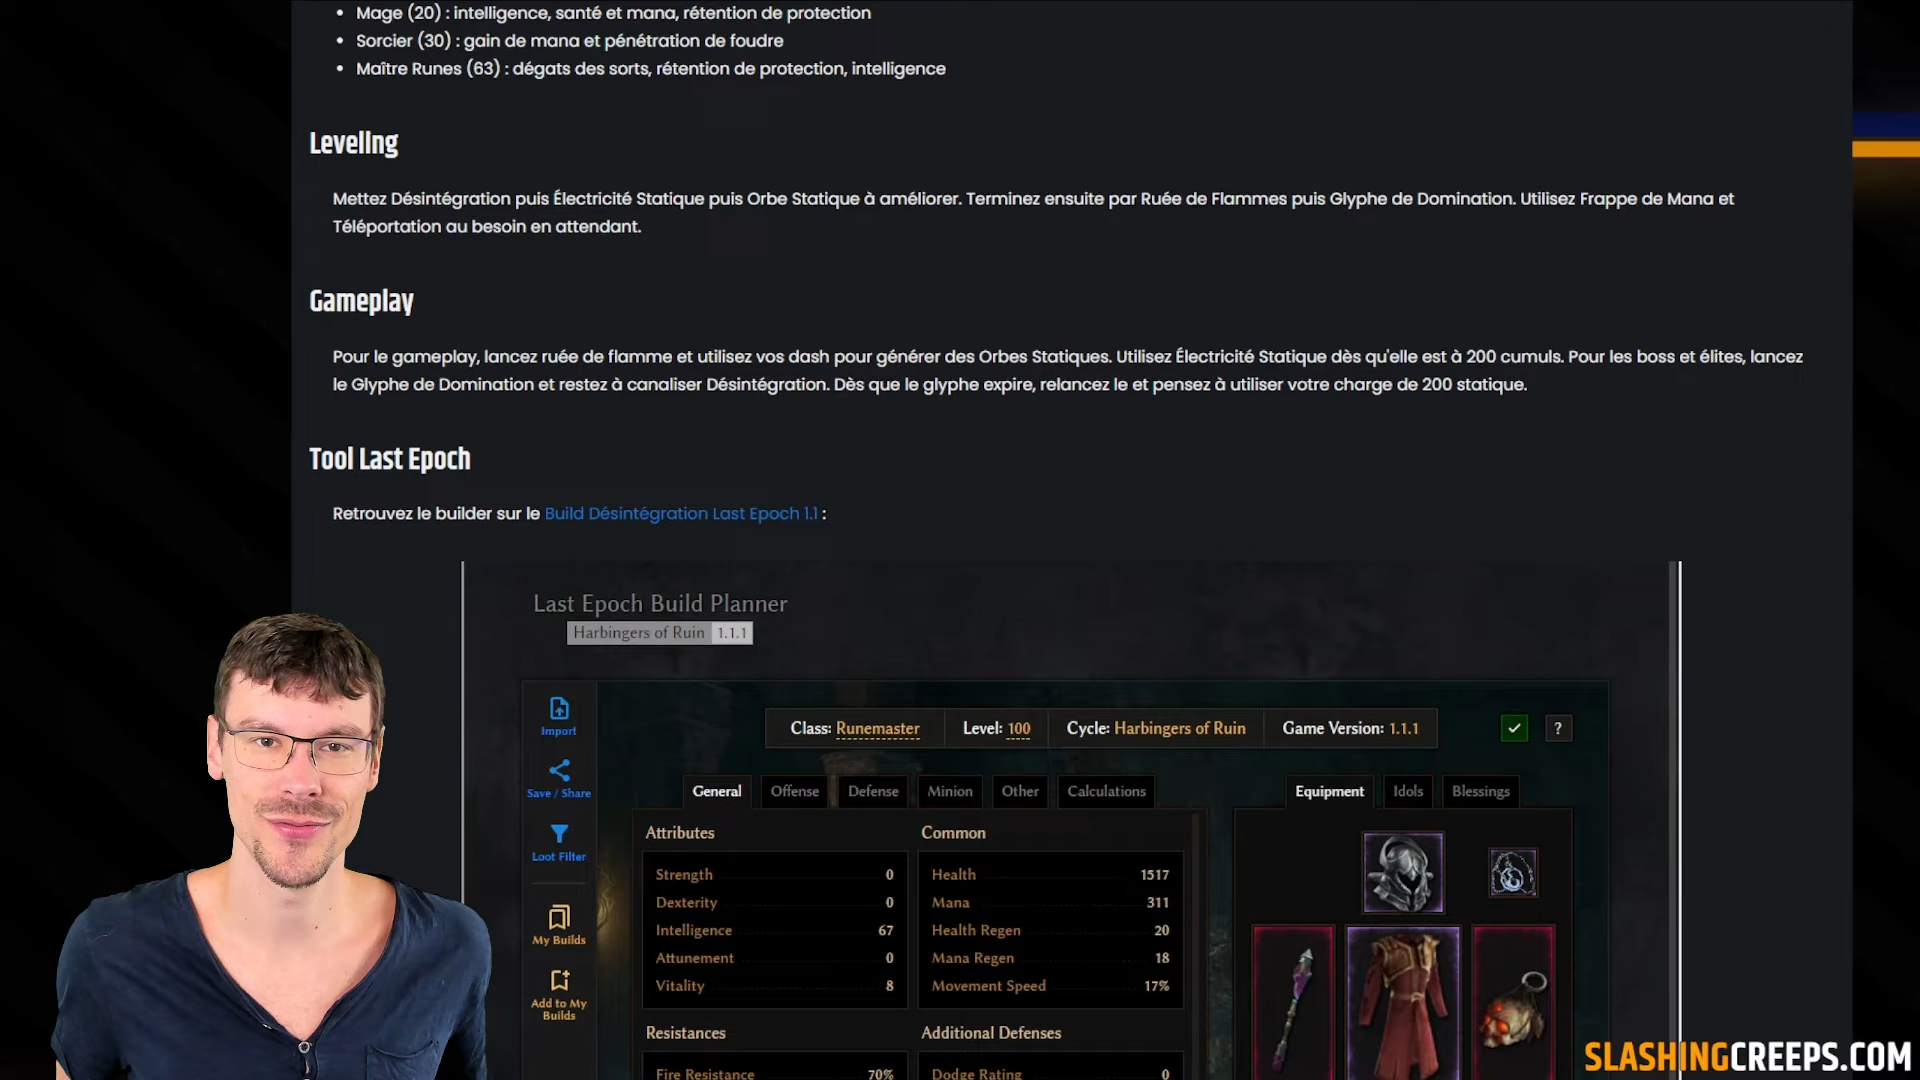 • Mage (20) : intelligence, santé et mana, rétention de protection
• Sorcier (30) : gain de mana et pénétration de foudre
• Maître Runes (63) : dégats des sorts, rétention de protection, intelligence
Leveling
Mettez Désintégration puis Électricité Statique puis Orbe Statique à améliorer. Terminez ensuite par Ruée de Flammes puis Glyphe de Domination. Utilisez Frappe de Mana et
Téléportation au besoin en attendant.
Gameplay
Pour le gameplay, lancez ruée de flamme et utilisez vos dash pour générer des Orbes Statiques. Utilisez Électricité Statique dès qu'elle est à 200 cumuls. Pour les boss et élites, lancez
le Glyphe de Domination et restez à canaliser Désintégration. Dès que le glyphe expire, relancez le et pensez à utiliser votre charge de 200 statique.
Tool Last Epoch
Retrouvez le builder sur le Build Désintégration Last Epoch 1.1 :
Last Epoch Build Planner
Harbingers of Ruin 1.1.1
Import
Save / Share
Loot Filter
My Builds
Add to My
Builds
Class: Runemaster Level: 100 Cycle: Harbingers of Ruin Game Version: 1.1.1
?
General Offense Defense Minion Other Calculations
Attributes
Strength 0
Dexterity 0
Intelligence 67
Attunement 0
Vitality 8
Resistances
Fire Resistance 70%
Common
Health 1517
Mana 311
Health Regen 20
Mana Regen 18
Movement Speed 17%
Additional Defenses
Dodge Rating 0
Equipment Idols Blessings
SLASHINGCREEPS.COM